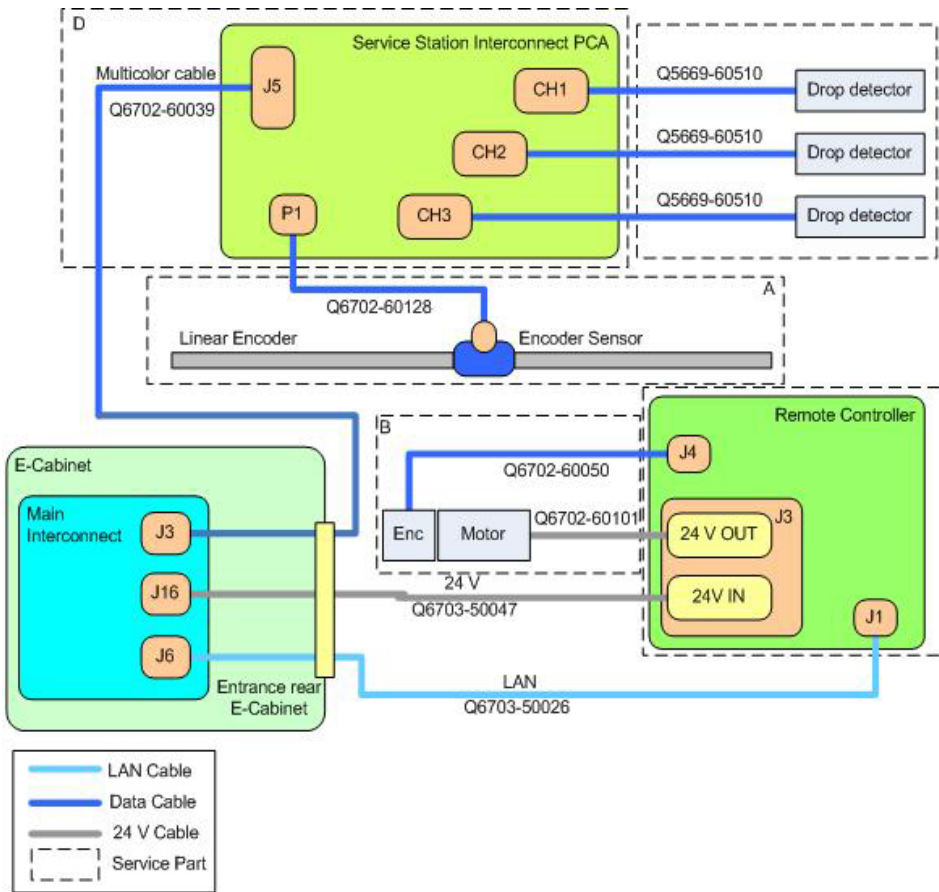 D
Service Station Interconnect PCA
Multicolor cable
Q6702-60039
J5
CH1
Q5669-60510
Drop detector
CH2
Q5669-60510
Drop detector
P1
CH3
Q5669-60510
Drop detector
A
Q6702-60128
Linear Encoder
Encoder Sensor
B
Remote Controller
J4
Q6702-60050
E-Cabinet
Main
Interconnect
J3
Enc
Motor
Q6702-60101
24 V OUT
J3
J16
24 V
Q6703-50047
24V IN
J1
J6
Entrance rear
E-Cabinet
LAN
Q6703-50026
LAN Cable
Data Cable
24 V Cable
Service Part